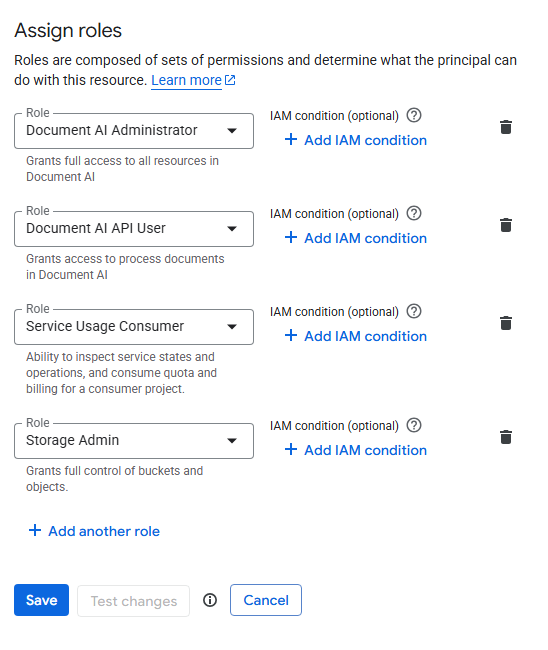 Assign roles
Roles are composed of sets of permissions and determine what the principal can
do with this resource. Learn more
Role
Document AI Administrator
IAM condition (optional)
+ Add IAM condition
Grants full access to all resources in
Document AI
Role
Document AI API User
IAM condition (optional)
+ Add IAM condition
Grants access to process documents
in Document AI
Role
Service Usage Consumer
IAM condition (optional)
+ Add IAM condition
Ability to inspect service states and
operations, and consume quota and
billing for a consumer project.
Role
Storage Admin
IAM condition (optional)
+ Add IAM condition
Grants full control of buckets and
objects.
+ Add another role
Save
Test changes
Cancel